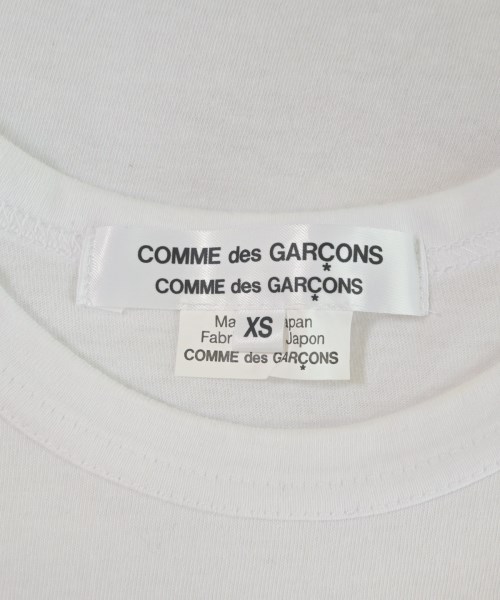 COMME des GARÇONS
COMME des GARÇONS
XS
Ma apan
Fabr Japon
COMME des GARÇONS